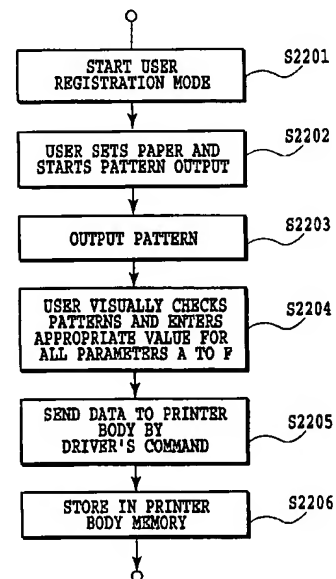 S2201
START USER
REGISTRATION MODE
S2202
USER SETS PAPER AND
STARTS PATTERN OUTPUT
S2203
OUTPUT PATTERN
S2204
USER VISUALLY CHECKS
PATTERNS AND ENTERS
APPROPRIATE VALUE FOR
ALL PARAMETERS A TO F
S2205
SEND DATA TO PRINTER
BODY BY
DRIVER'S COMMAND
S2206
STORE IN PRINTER
BODY MEMORY